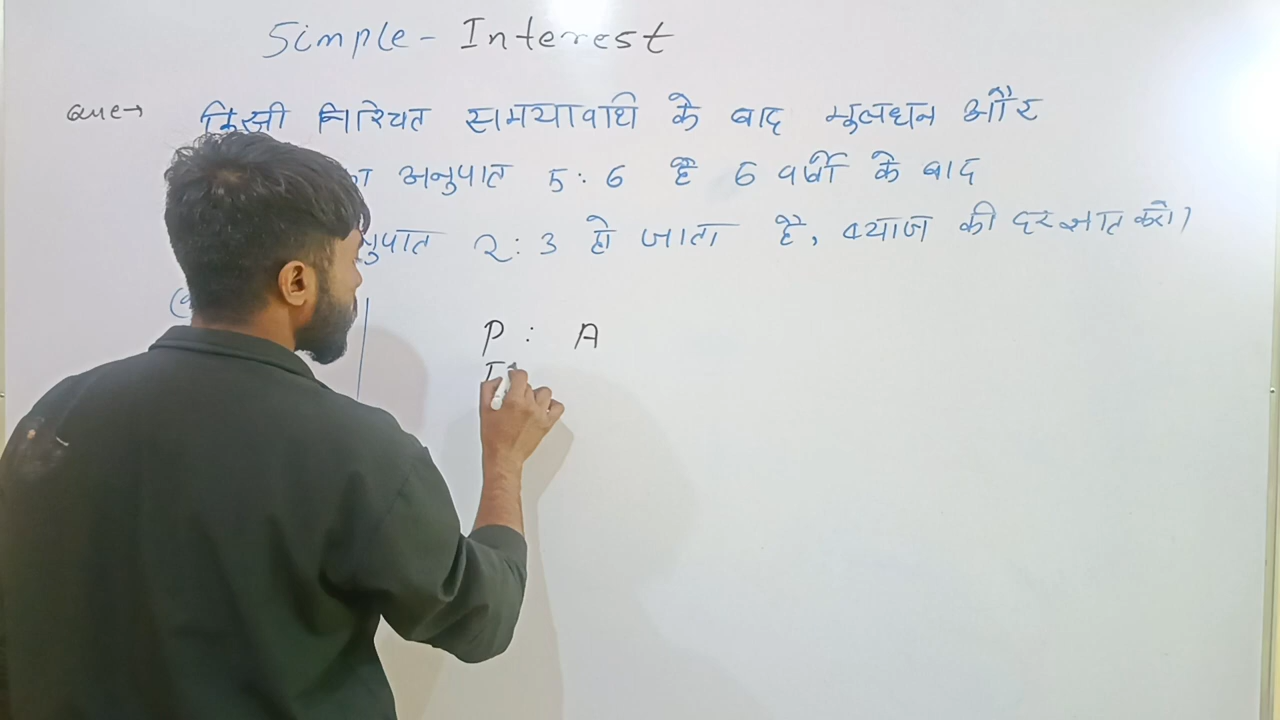 Simple - Interest
Que→ किसी निश्चित समयावधि के बाद मूलधन और
अनुपात 5 : 6 है 6 वर्षो के बाद
2 : 3 हो जाता है, ब्याज की दर ज्ञात करो।
P : A